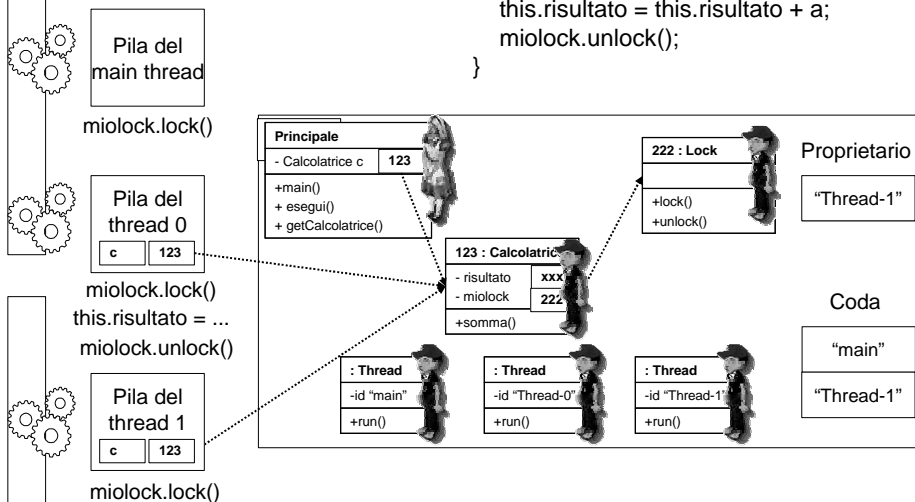 this.risultato = this.risultato + a;
miolock.unlock();
}
Pila del
main thread
miolock.lock()
Pila del
thread 0
c 123
miolock.lock()
this.risultato = ...
miolock.unlock()
Pila del
thread 1
c 123
miolock.lock()
Principale
- Calcolatrice c 123
+main()
+ esegui()
+ getCalcolatrice()
222 : Lock
+lock()
+unlock()
Proprietario
“Thread-1”
123 : Calcolatrice
- risultato xxx
- miolock 222
+somma()
Coda
“main”
“Thread-1”
: Thread
-id “main”
+run()
: Thread
-id “Thread-0”
+run()
: Thread
-id “Thread-1”
+run()